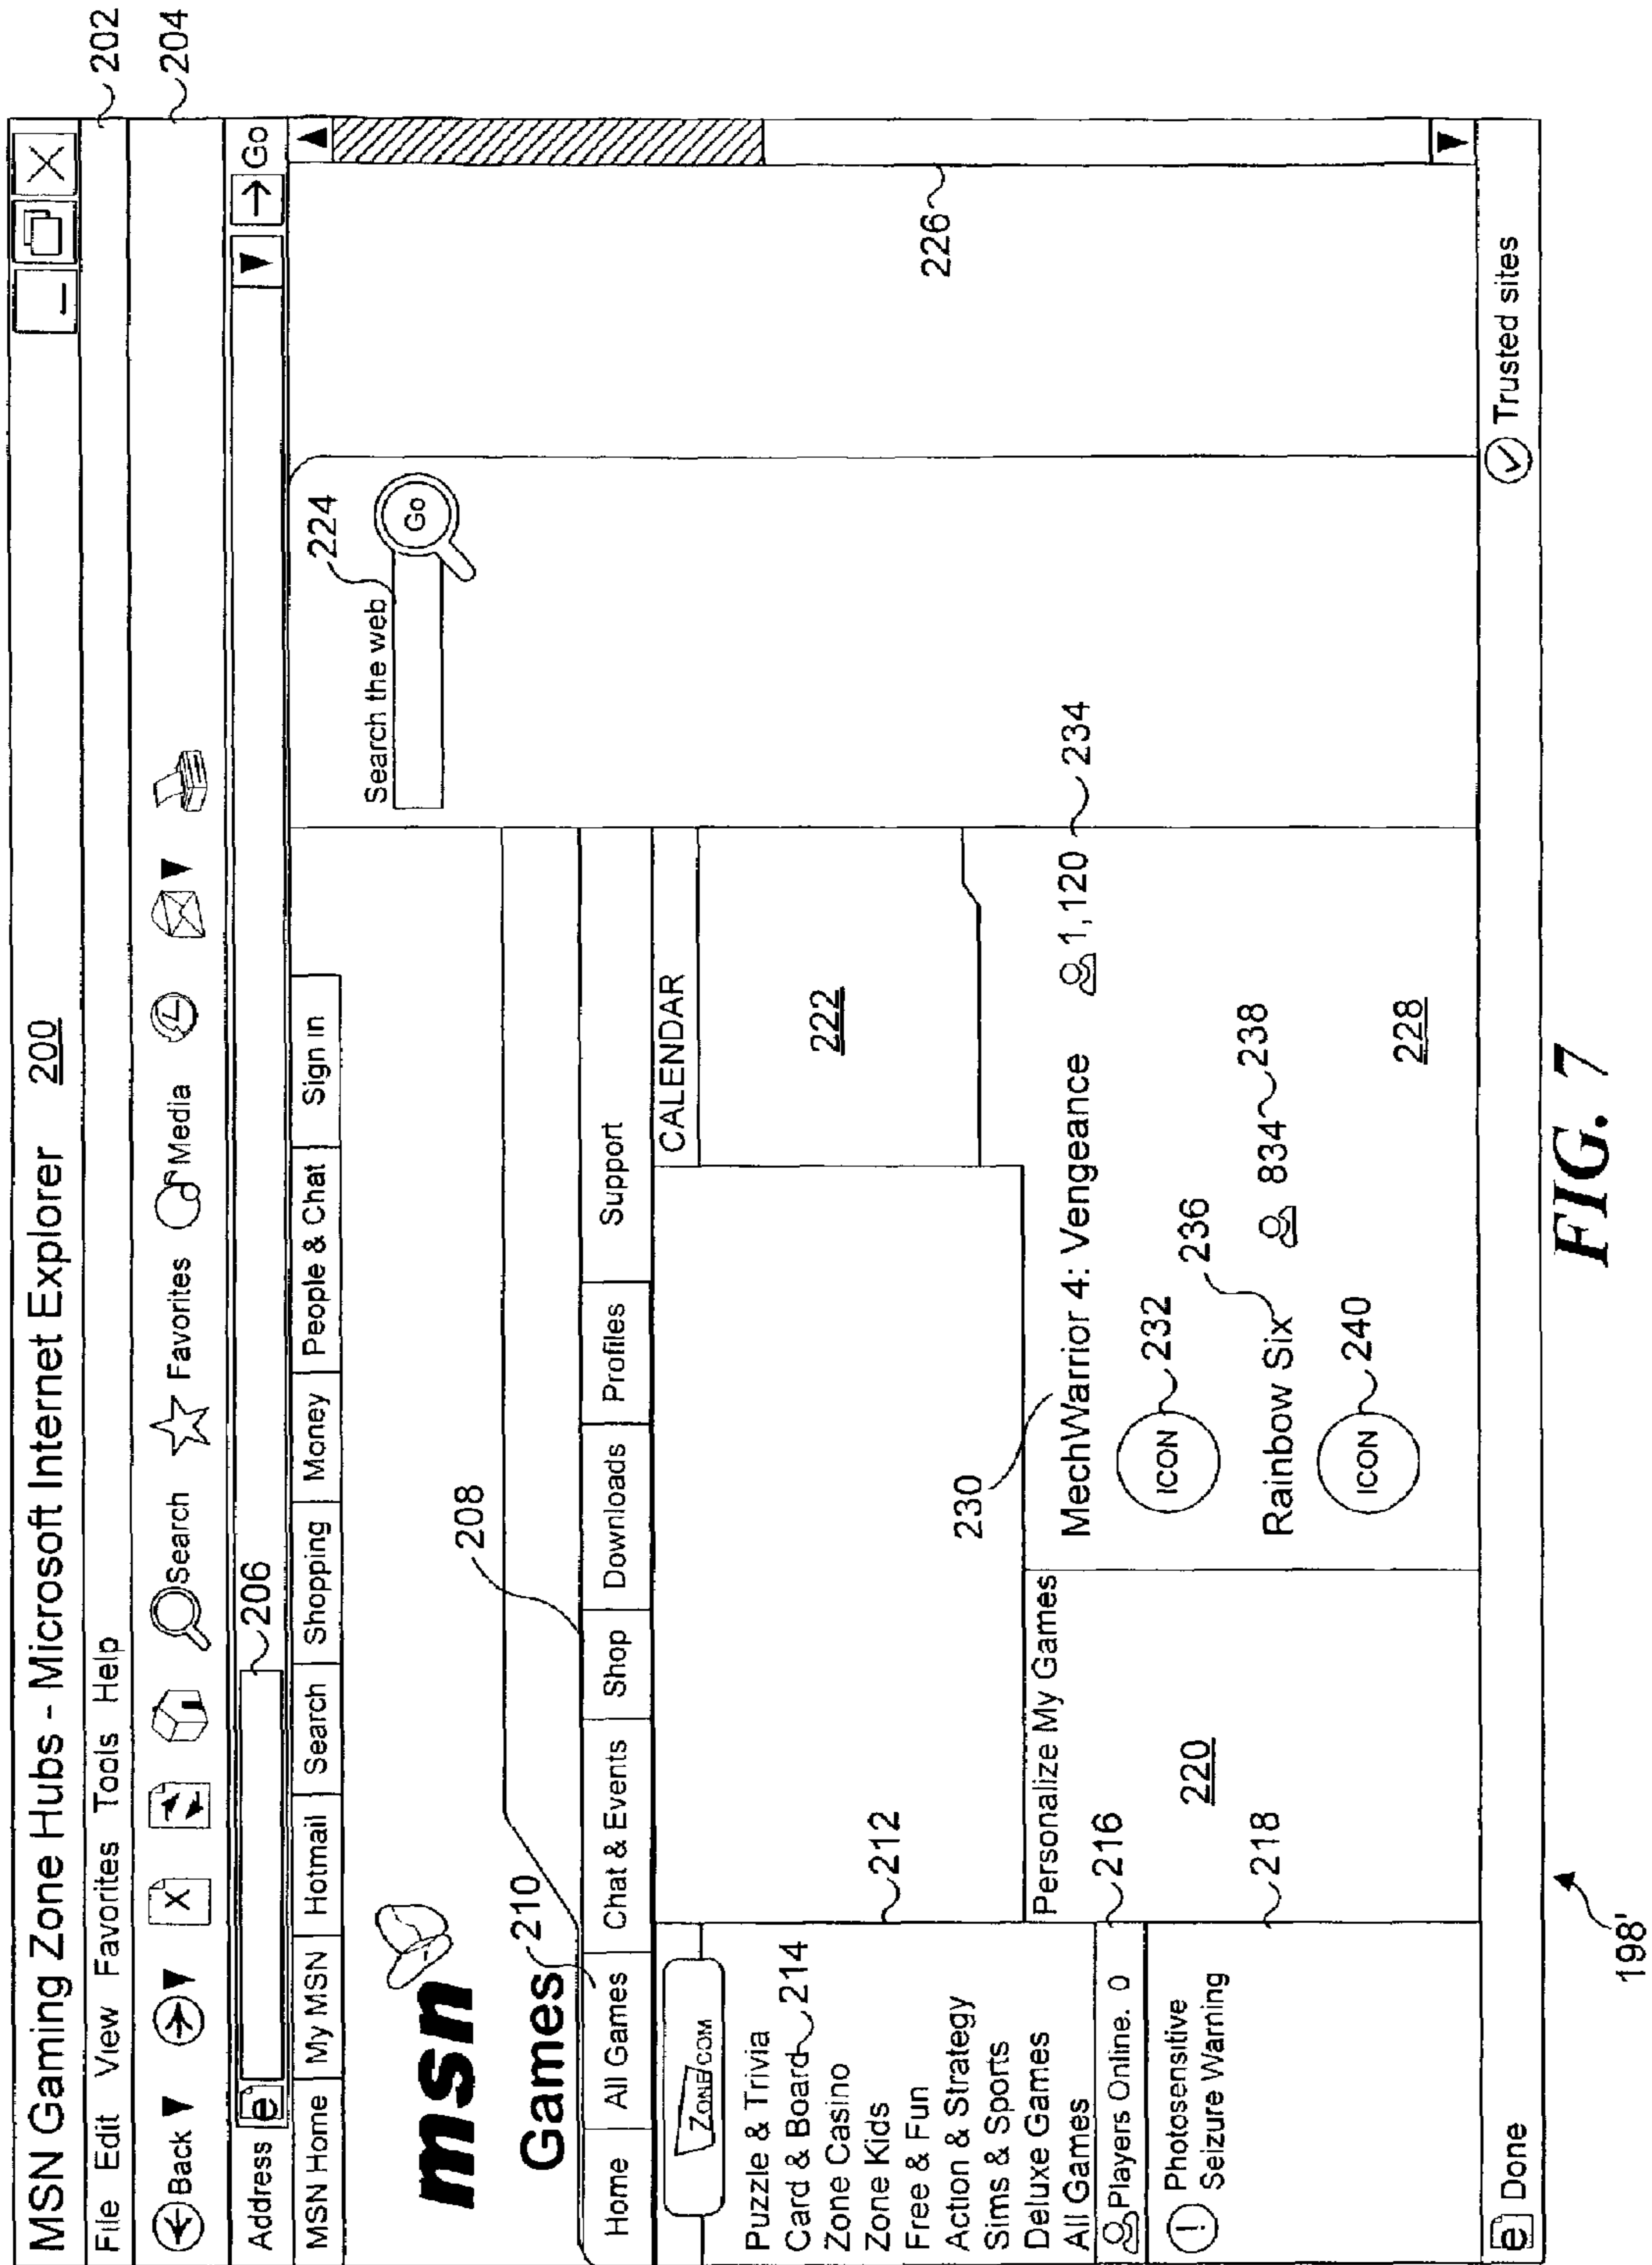 MSN Gaming Zone Hubs - Microsoft Internet Explorer 200
File Edit View Favorites Tools Help
202
Back X Search Favorites Media
204
Address e 206 Go
MSN Home My MSN Hotmail Search Shopping Money People & Chat Sign in
msn
Games
Search the web
224
Go
208
210
Home All Games Chat & Events Shop Downloads Profiles Support
ZONE.COM
CALENDAR
222
212
226
Puzzle & Trivia
Card & Board 214
Zone Casino
Zone Kids
Free & Fun
Action & Strategy
Sims & Sports
Deluxe Games
All Games
Players Online. 0
216
! Photosensitive
Seizure Warning
218
Personalize My Games
220
230
MechWarrior 4: Vengeance 1,120 234
ICON 232
236
Rainbow Six 834 238
ICON 240
228
e Done
Trusted sites
198'
FIG. 7